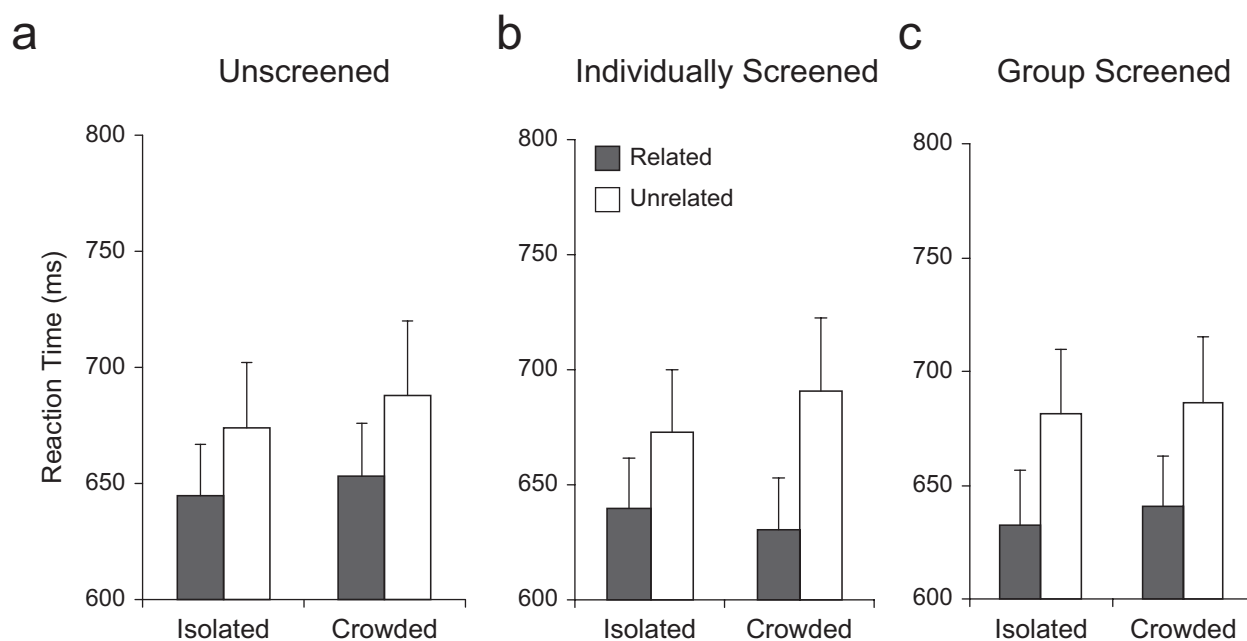 a
Unscreened
Reaction Time (ms)
800
750
700
650
600
Isolated Crowded
b
Individually Screened
Related
Unrelated
800
750
700
650
600
Isolated Crowded
c
Group Screened
800
750
700
650
600
Isolated Crowded